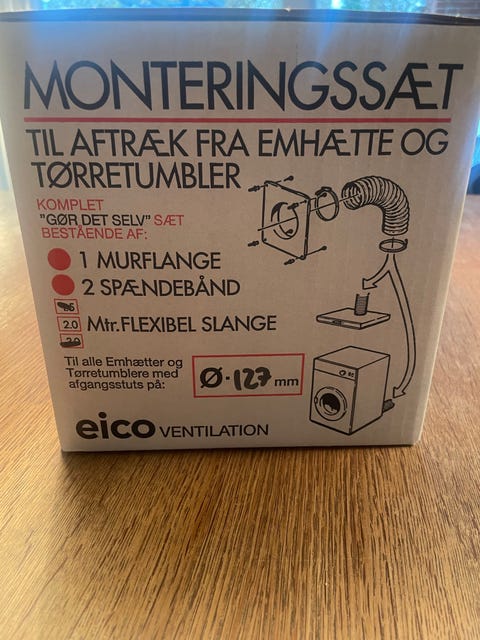 MONTERINGSSÆT
TIL AFTRÆK FRA EMHÆTTE OG
TØRRETUMBLER
KOMPLET
"GØR DET SELV" SÆT
BESTÅENDE AF:
1 MURFLANGE
2 SPÆNDEBÅND
2.0 Mtr. FLEXIBEL SLANGE
Til alle Emhætter og
Tørretumblere med
afgangsstuts på:
Ø·127 mm
eico VENTILATION